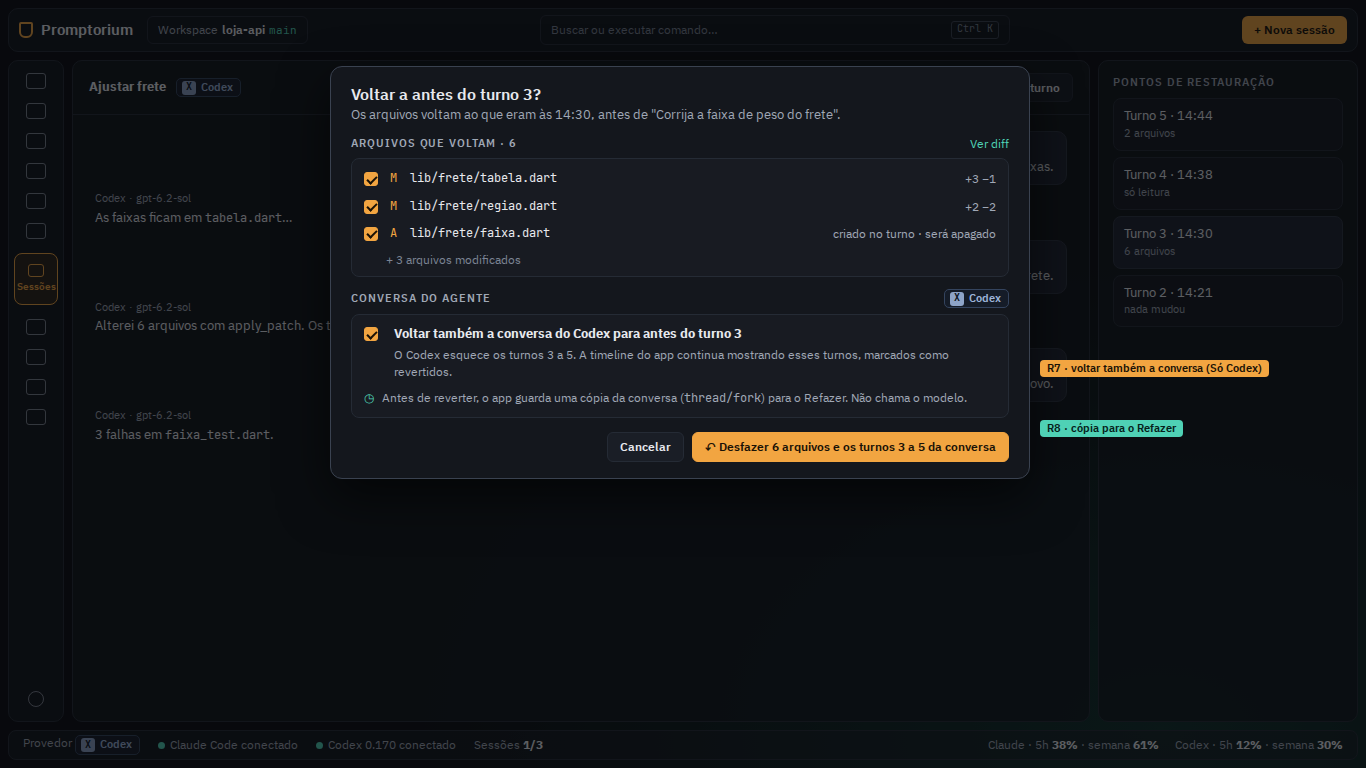 Promptorium
Workspace loja-api main
Buscar ou executar comando...
Ctrl K
+ Nova sessão
Sessões
Ajustar frete
X Codex
turno
xas.
Codex · gpt-6.2-sol
As faixas ficam em tabela.dart...
ete.
Codex · gpt-6.2-sol
Alterei 6 arquivos com apply_patch. Os t
ovo.
Codex · gpt-6.2-sol
3 falhas em faixa_test.dart.
Voltar a antes do turno 3?
Os arquivos voltam ao que eram às 14:30, antes de "Corrija a faixa de peso do frete".
ARQUIVOS QUE VOLTAM · 6
Ver diff
M lib/frete/tabela.dart +3 −1
M lib/frete/regiao.dart +2 −2
A lib/frete/faixa.dart criado no turno · será apagado
+ 3 arquivos modificados
CONVERSA DO AGENTE
X Codex
Voltar também a conversa do Codex para antes do turno 3
O Codex esquece os turnos 3 a 5. A timeline do app continua mostrando esses turnos, marcados como
revertidos.
Antes de reverter, o app guarda uma cópia da conversa (thread/fork) para o Refazer. Não chama o modelo.
Cancelar
↶ Desfazer 6 arquivos e os turnos 3 a 5 da conversa
PONTOS DE RESTAURAÇÃO
Turno 5 · 14:44
2 arquivos
Turno 4 · 14:38
só leitura
Turno 3 · 14:30
6 arquivos
Turno 2 · 14:21
nada mudou
R7 · voltar também a conversa (Só Codex)
R8 · cópia para o Refazer
Provedor X Codex
Claude Code conectado
Codex 0.170 conectado
Sessões 1/3
Claude · 5h 38% · semana 61%
Codex · 5h 12% · semana 30%